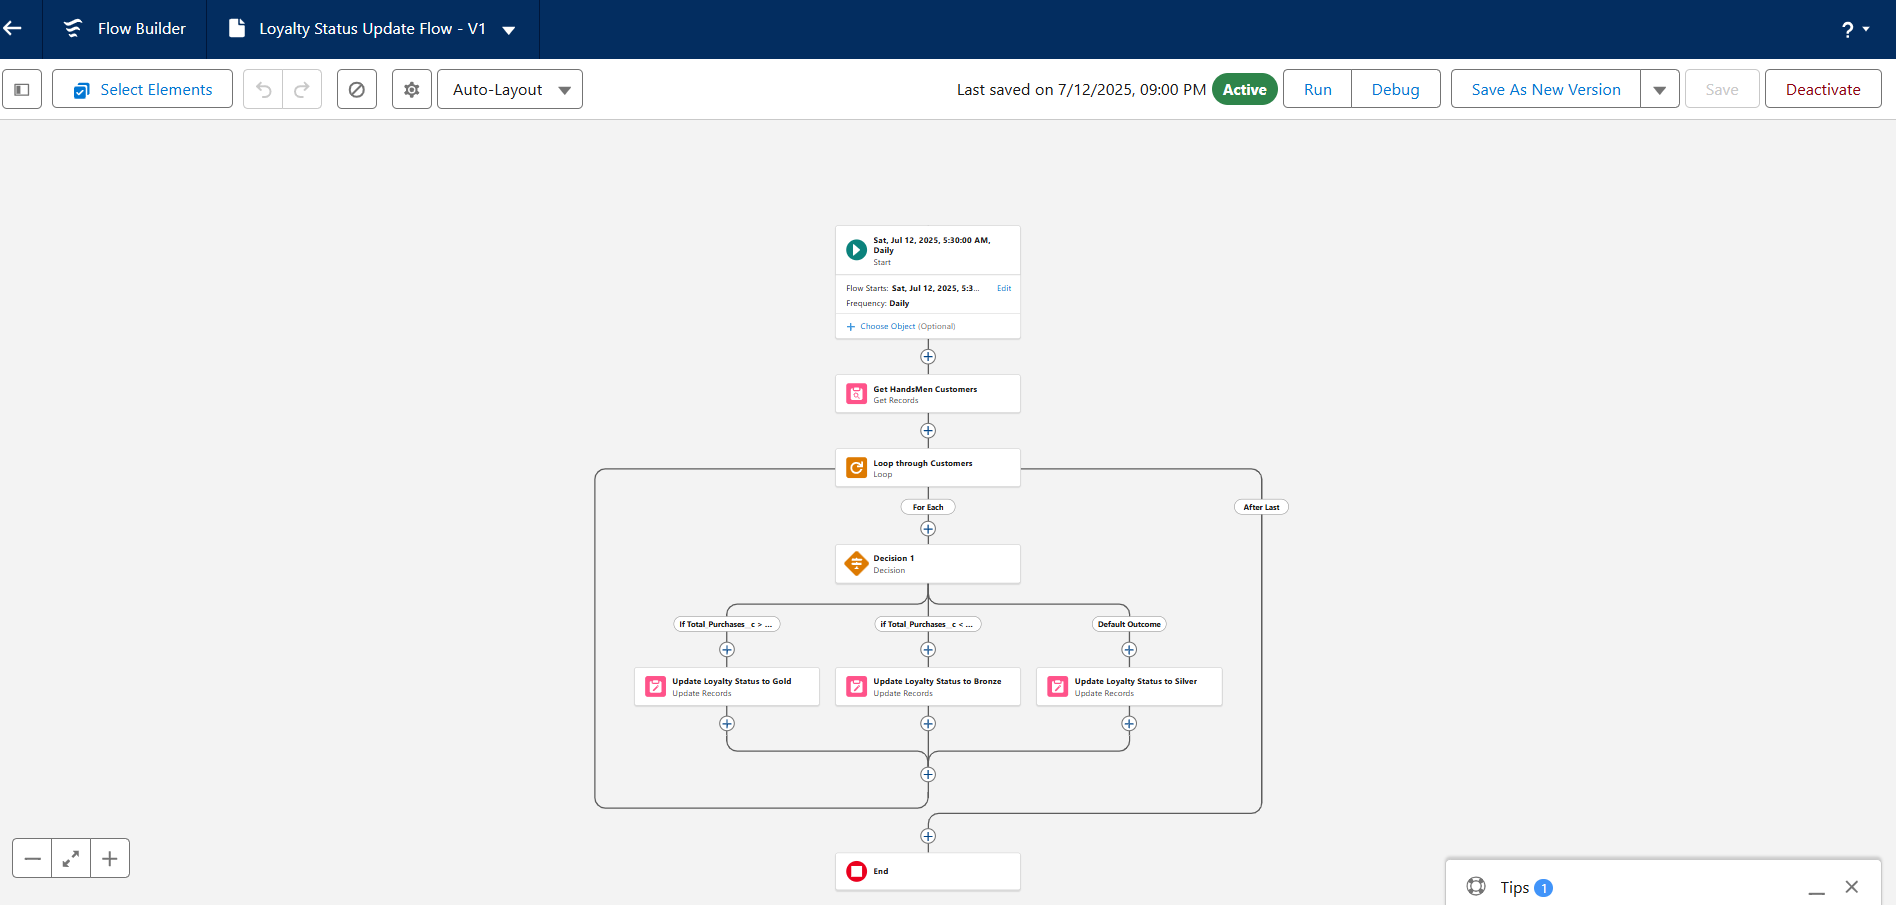 Flow Builder
Loyalty Status Update Flow - V1
?
Select Elements
Auto-Layout
Last saved on 7/12/2025, 09:00 PM
Active
Run
Debug
Save As New Version
Save
Deactivate
Sat, Jul 12, 2025, 5:30:00 AM,
Daily
Start
Flow Starts: Sat, Jul 12, 2025, 5:3...
Edit
Frequency: Daily
Choose Object (Optional)
Get HandsMen Customers
Get Records
Loop through Customers
Loop
For Each
After Last
Decision 1
Decision
If Total_Purchases__c > ...
if Total_Purchases__c < ...
Default Outcome
Update Loyalty Status to Gold
Update Records
Update Loyalty Status to Bronze
Update Records
Update Loyalty Status to Silver
Update Records
End
Tips 1